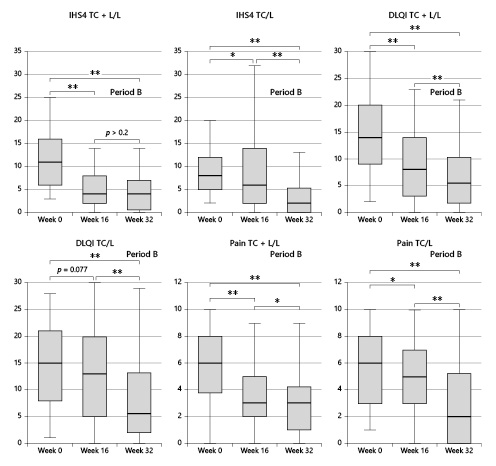 IHS4 TC + L/L
35
30
25
20
15
10
5
0
**
**
Period B
p > 0.2
Week 0 Week 16 Week 32
IHS4 TC/L
35
30
25
20
15
10
5
0
**
* **
Period B
Week 0 Week 16 Week 32
DLQI TC + L/L
30
25
20
15
10
5
0
**
**
**
Period B
Week 0 Week 16 Week 32
DLQI TC/L
30
25
20
15
10
5
0
Period B
**
p = 0.077 **
Week 0 Week 16 Week 32
Pain TC + L/L
12
10
8
6
4
2
0
Period B
**
**
*
Week 0 Week 16 Week 32
Pain TC/L
12
10
8
6
4
2
0
Period B
**
*
**
Week 0 Week 16 Week 32